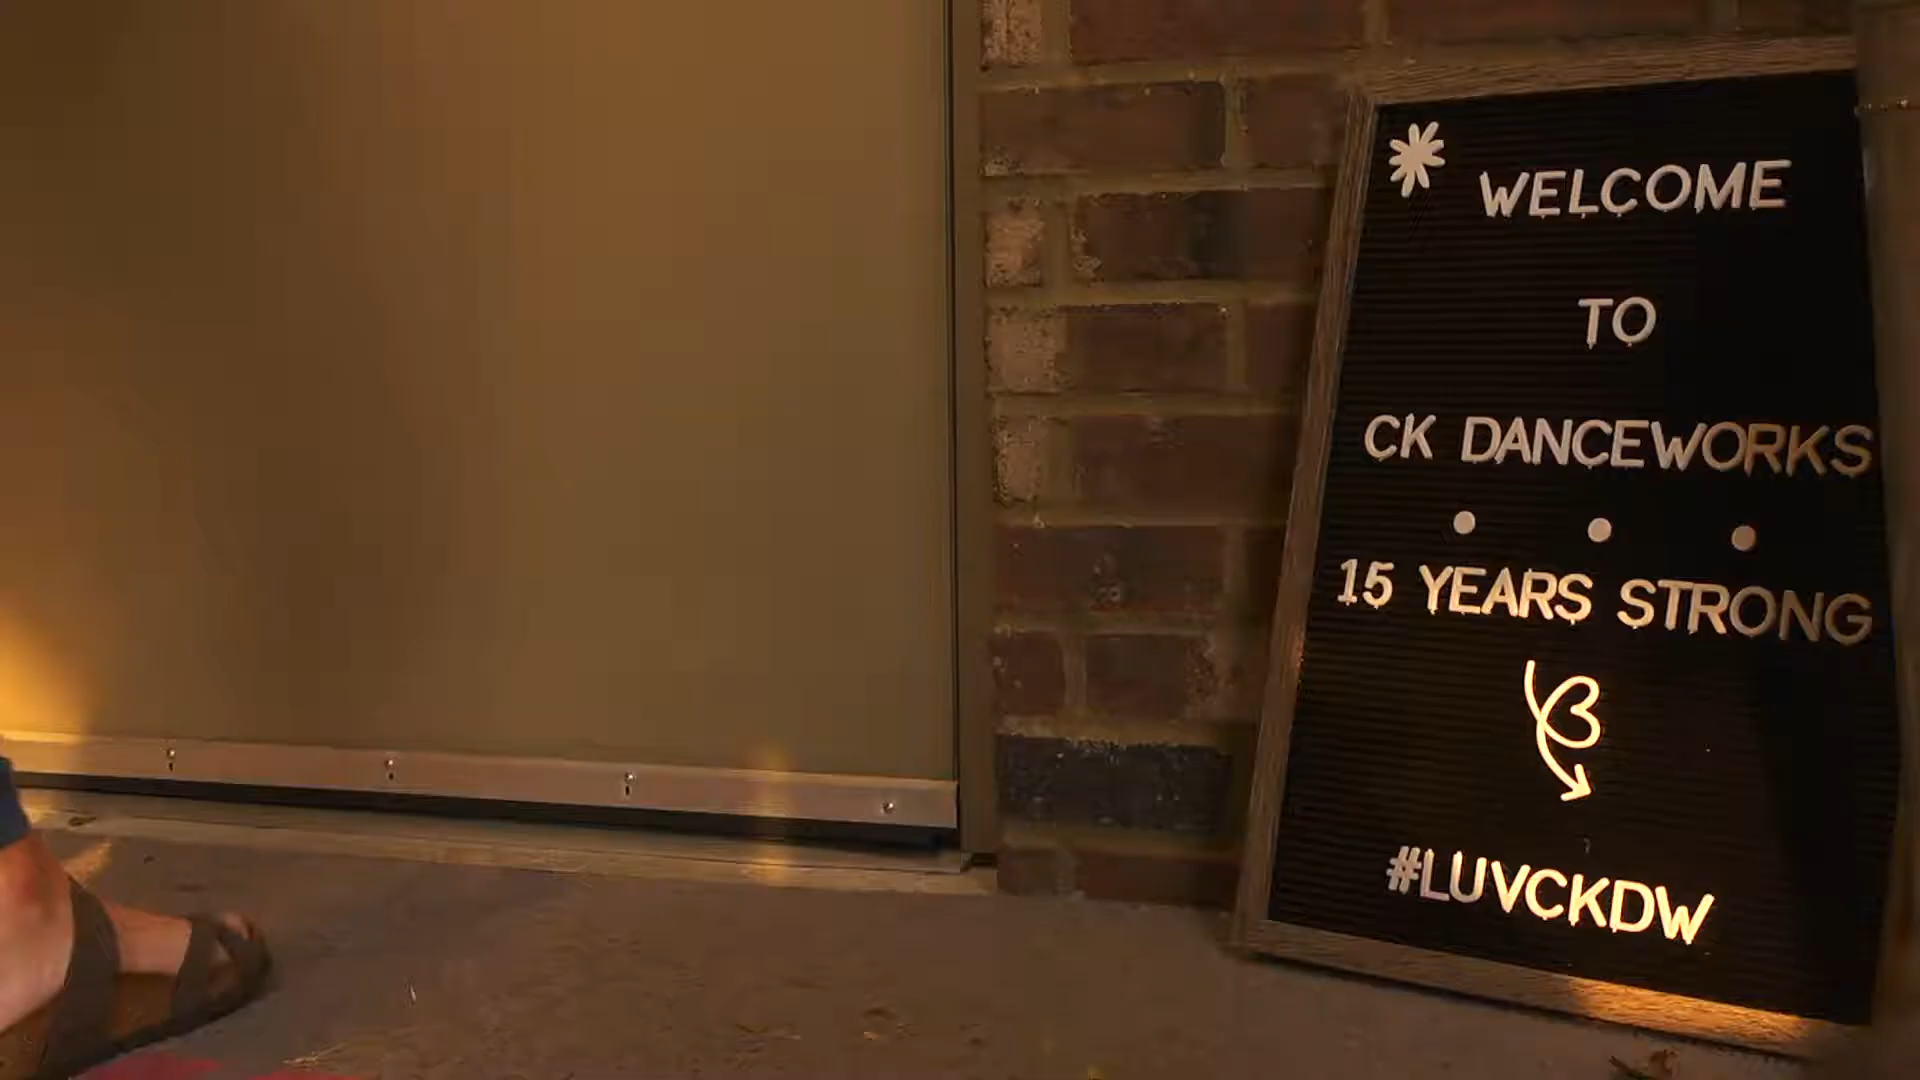 WELCOME
TO
CK DANCEWORKS
15 YEARS STRONG
#LUVCKDW